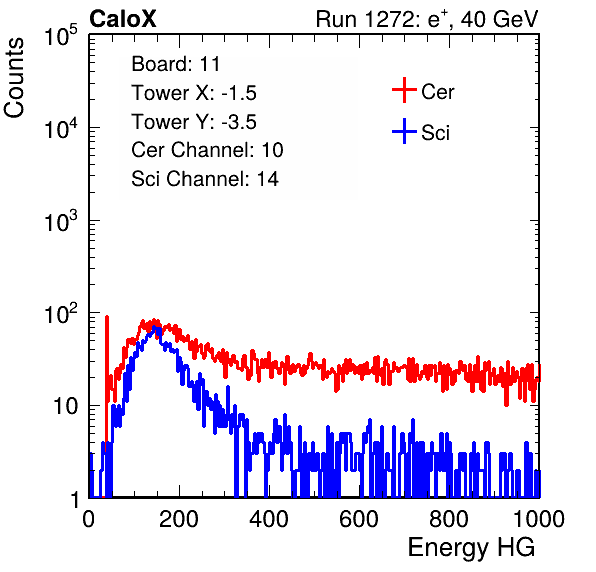 CaloX Run 1272: e⁺, 40 GeV
Counts
Board: 11
Tower X: -1.5
Tower Y: -3.5
Cer Channel: 10
Sci Channel: 14
Cer
Sci
10⁵
10⁴
10³
10²
10
1
0 200 400 600 800 1000
Energy HG